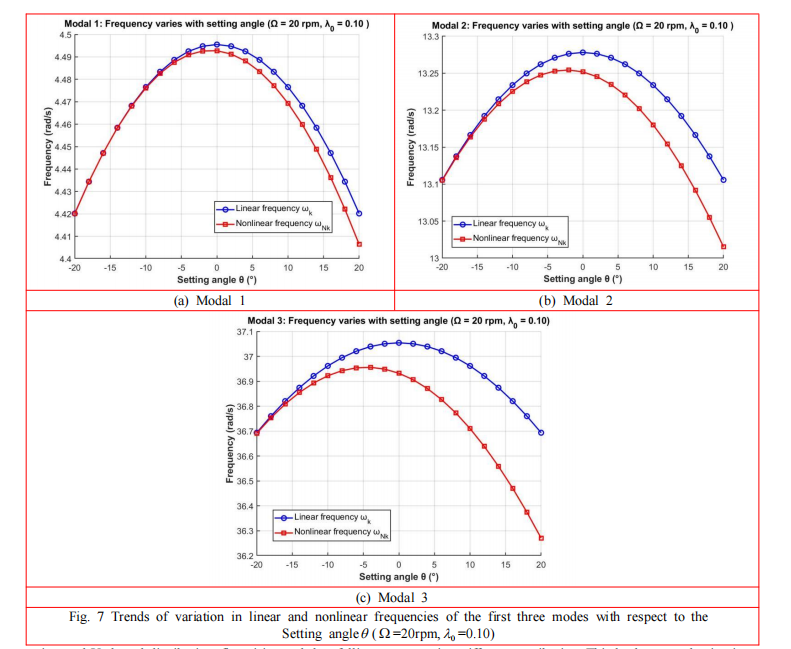 Modal 1: Frequency varies with setting angle (Ω = 20 rpm, λ0 = 0.10 )
4.5
4.49
4.48
4.47
4.46
4.45
4.44
4.43
4.42
4.41
4.4
Frequency (rad/s)
Linear frequency ωk
Nonlinear frequency ωNk
-20 -15 -10 -5 0 5 10 15 20
Setting angle θ (°)
(a) Modal 1
Modal 2: Frequency varies with setting angle (Ω = 20 rpm, λ0 = 0.10 )
13.3
13.25
13.2
13.15
13.1
13.05
13
Frequency (rad/s)
Linear frequency ωk
Nonlinear frequency ωNk
-20 -15 -10 -5 0 5 10 15 20
Setting angle θ (°)
(b) Modal 2
Modal 3: Frequency varies with setting angle (Ω = 20 rpm, λ0 = 0.10)
37.1
37
36.9
36.8
36.7
36.6
36.5
36.4
36.3
36.2
Frequency (rad/s)
Linear frequency ωk
Nonlinear frequency ωNk
-20 -15 -10 -5 0 5 10 15 20
Setting angle θ (°)
(c) Modal 3
Fig. 7 Trends of variation in linear and nonlinear frequencies of the first three modes with respect to the
Setting angle θ ( Ω =20rpm, λ0 =0.10)